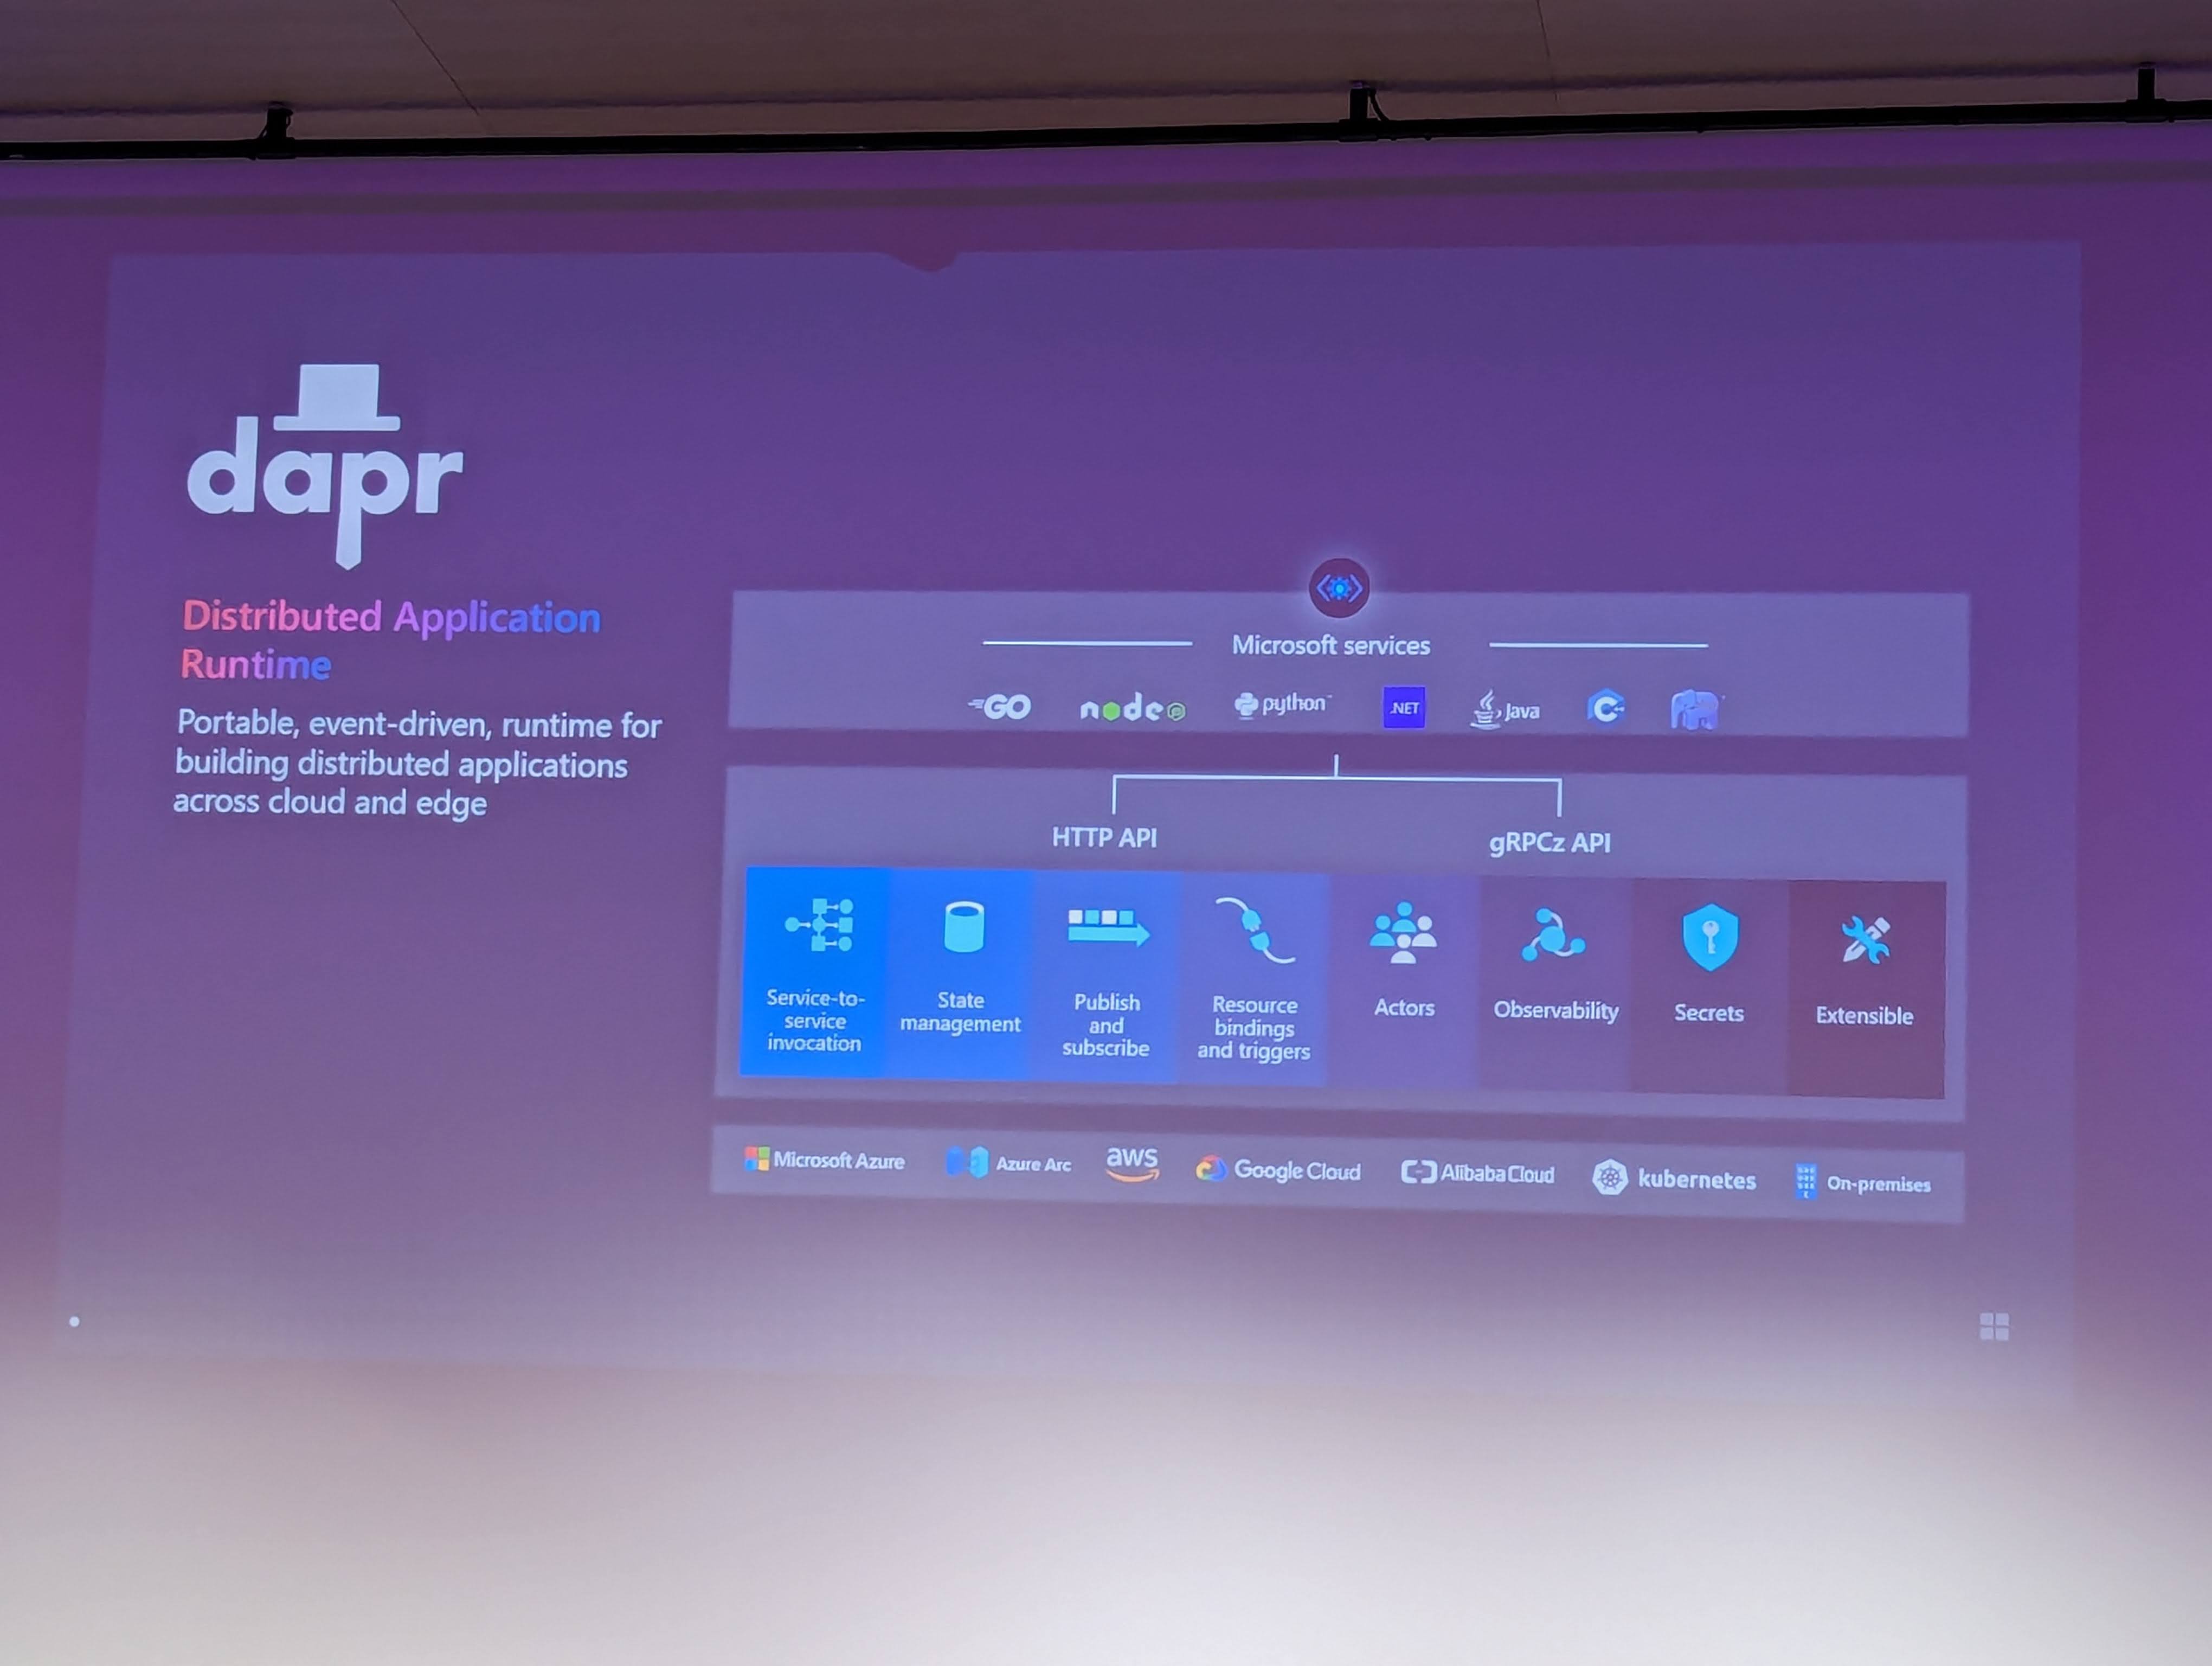 dapr
Distributed Application
Runtime
Portable, event-driven, runtime for
building distributed applications
across cloud and edge
Microsoft services
GO
node
python
.NET
Java
C
HTTP API
gRPCz API
Service-to-
service
invocation
State
management
Publish
and
subscribe
Resource
bindings
and triggers
Actors
Observability
Secrets
Extensible
Microsoft Azure
Azure Arc
aws
Google Cloud
Alibaba Cloud
kubernetes
On-premises